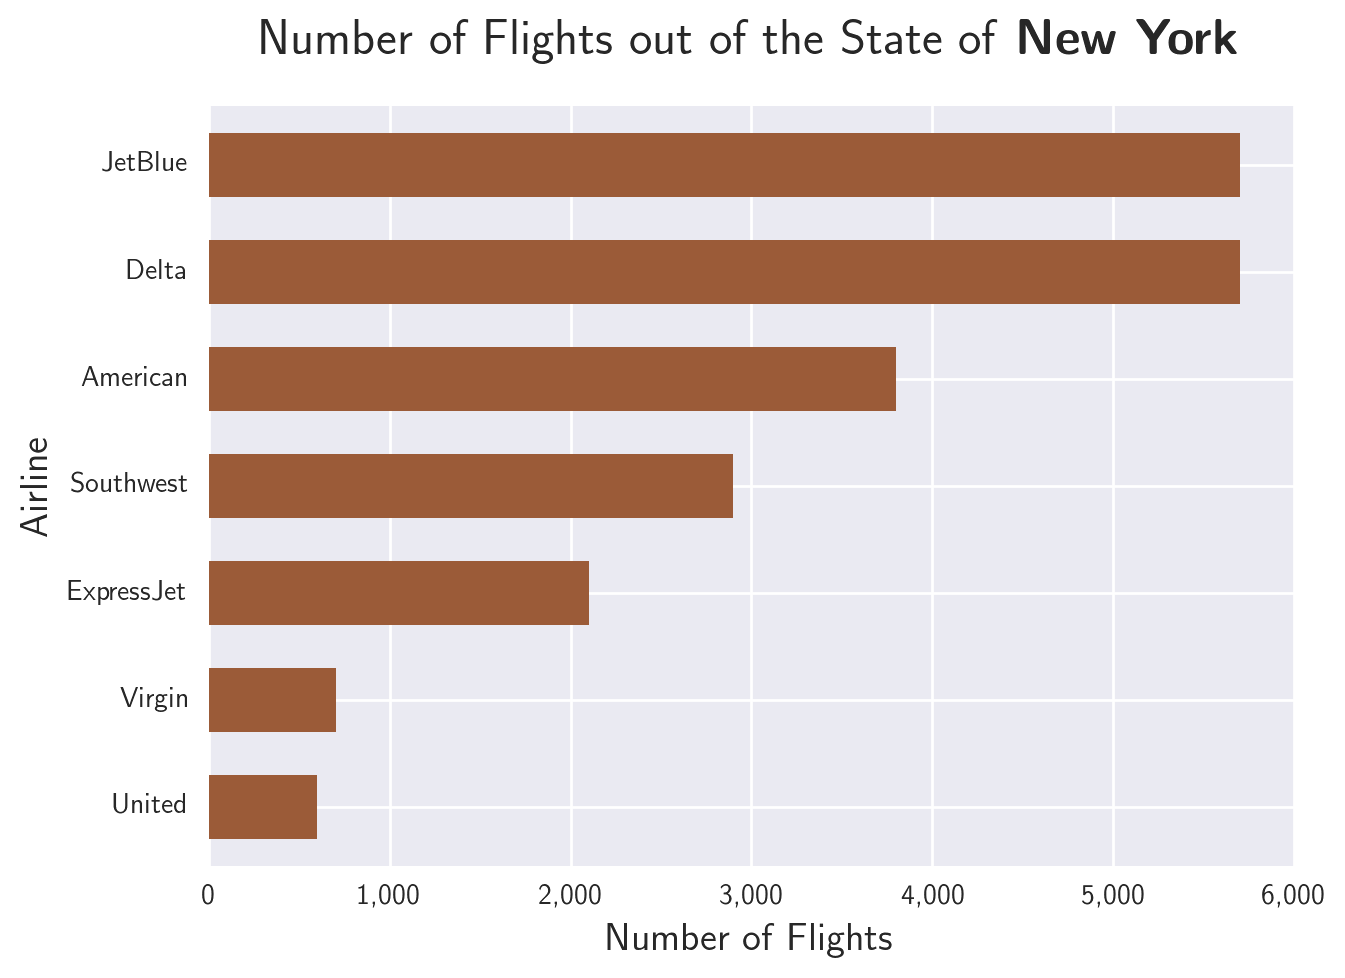 Number of Flights out of the State of New York
JetBlue
Delta
American
Southwest
ExpressJet
Virgin
United
Airline
0 1,000 2,000 3,000 4,000 5,000 6,000
Number of Flights